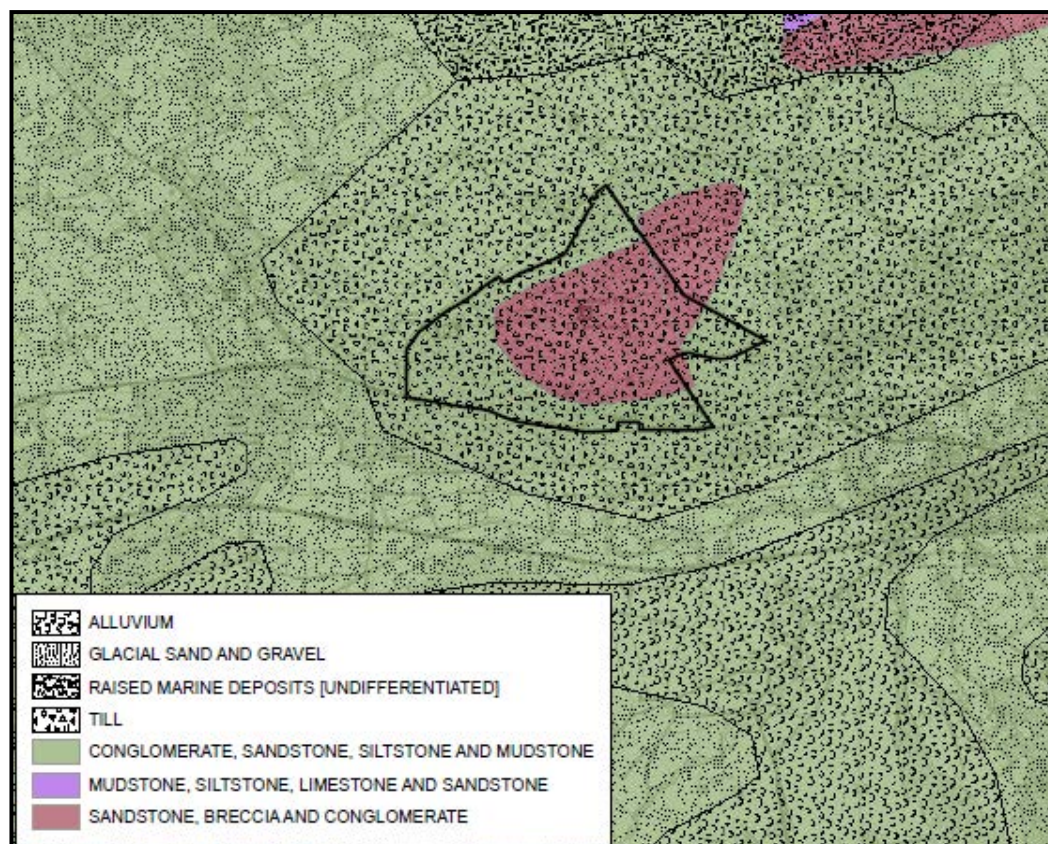 ALLUVIUM
GLACIAL SAND AND GRAVEL
RAISED MARINE DEPOSITS [UNDIFFERENTIATED]
TILL
CONGLOMERATE, SANDSTONE, SILTSTONE AND MUDSTONE
MUDSTONE, SILTSTONE, LIMESTONE AND SANDSTONE
SANDSTONE, BRECCIA AND CONGLOMERATE